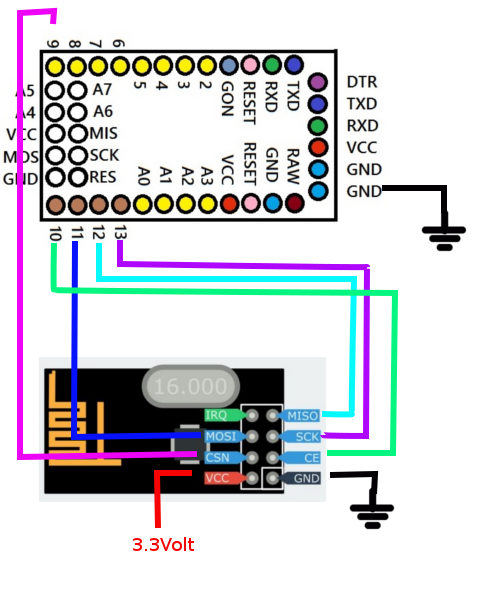 9 8 7 6
5 4 3 2 GON RESET RXD TXD
DTR
TXD
RXD
VCC
GND
GND
A5 A7
A4 A6
VCC MIS
MOS SCK
GND RES
A0 A1 A2 A3 VCC RESET GND RAW
10 11 12 13
16.000
IRQ MISO
MOSI SCK
CSN CE
VCC GND
3.3Volt